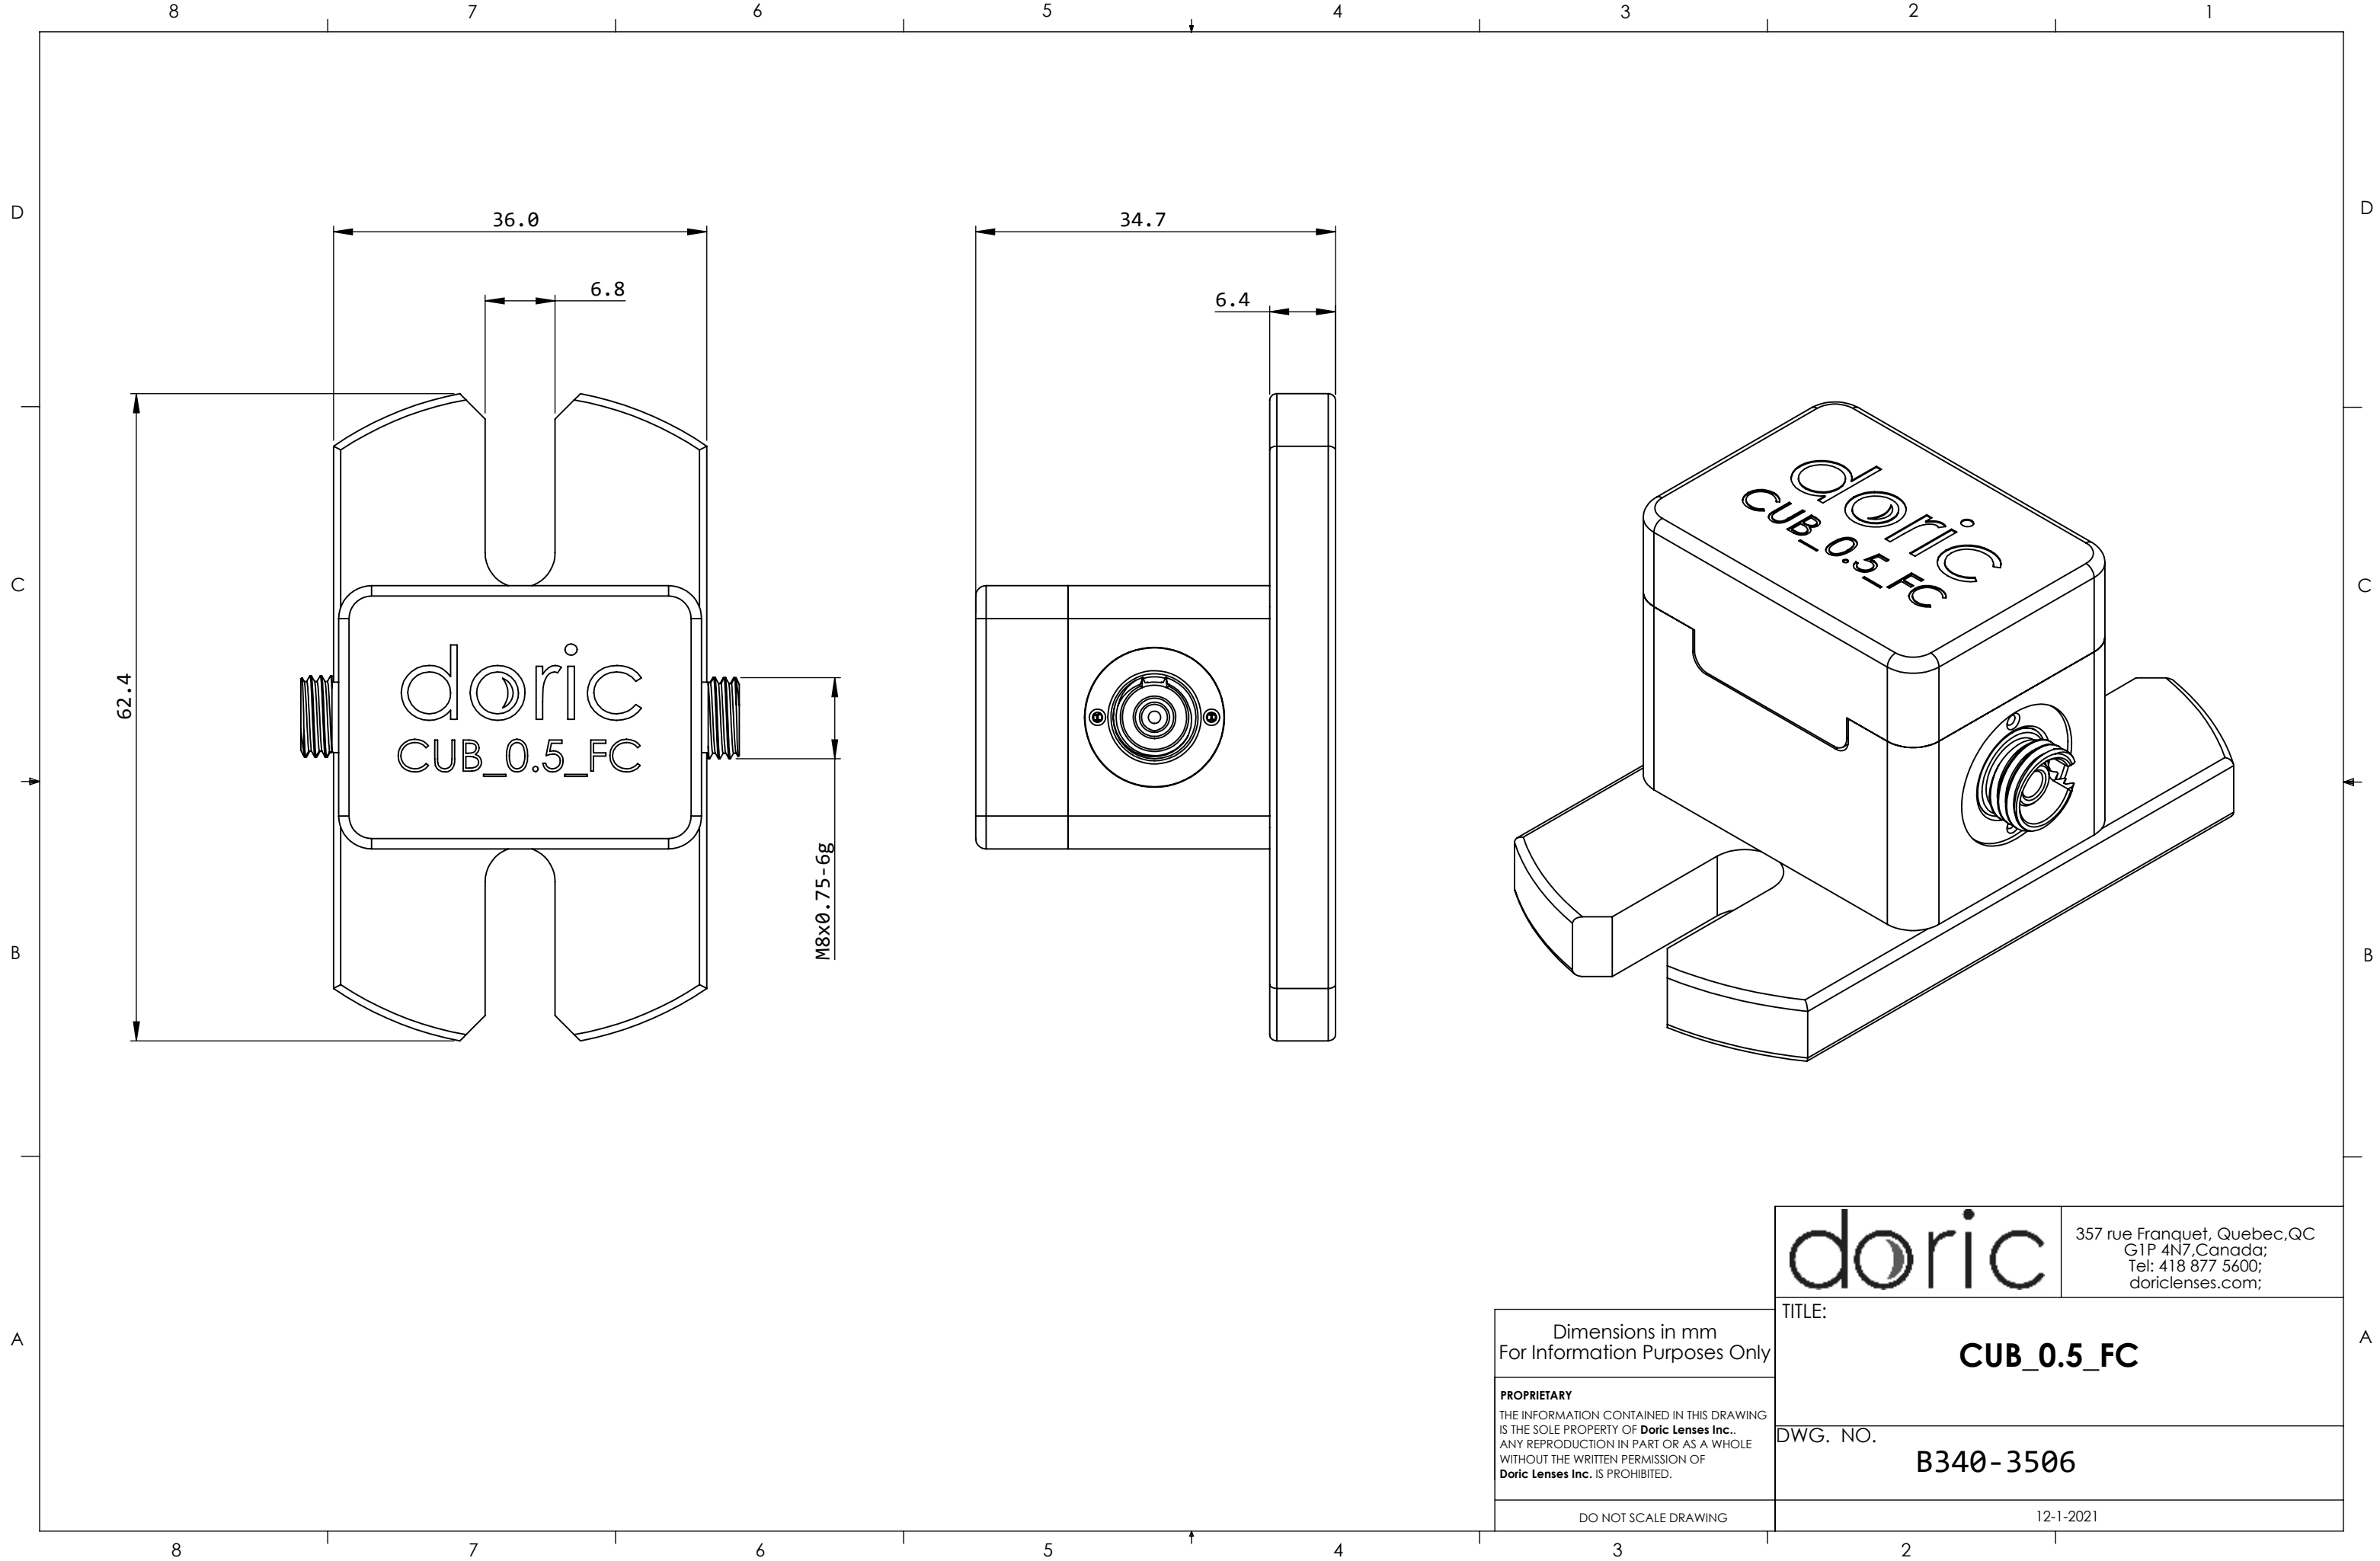 8 7 6 5 4 3 2 1
D D
36.0
34.7
6.8
6.4
C C
doric
CUB_0.5_FC
doric
CUB_0.5_FC
62.4
M8x0.75-6g
B B
doric
357 rue Franquet, Quebec,QC
G1P 4N7,Canada;
Tel: 418 877 5600;
doriclenses.com;
Dimensions in mm
For Information Purposes Only
TITLE:
CUB_0.5_FC
A A
PROPRIETARY
THE INFORMATION CONTAINED IN THIS DRAWING
IS THE SOLE PROPERTY OF Doric Lenses Inc..
ANY REPRODUCTION IN PART OR AS A WHOLE
WITHOUT THE WRITTEN PERMISSION OF
Doric Lenses Inc. IS PROHIBITED.
DWG. NO.
B340-3506
DO NOT SCALE DRAWING
12-1-2021
8 7 6 5 4 3 2